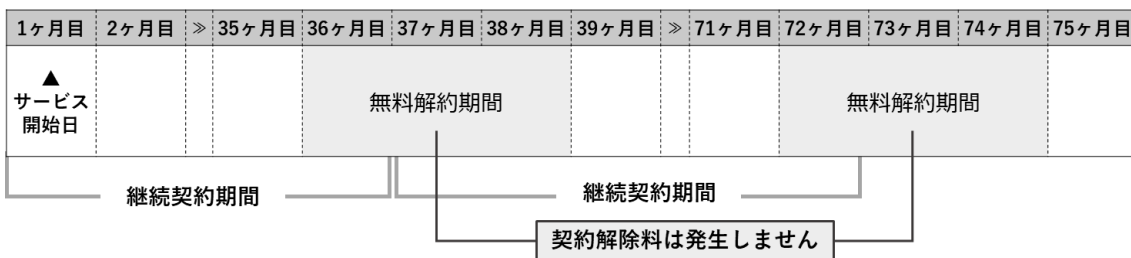 1ヶ月目 2ヶ月目 ≫ 35ヶ月目 36ヶ月目 37ヶ月目 38ヶ月目 39ヶ月目 ≫ 71ヶ月目 72ヶ月目 73ヶ月目 74ヶ月目 75ヶ月目
▲
サービス
開始日
無料解約期間 無料解約期間
継続契約期間 継続契約期間
契約解除料は発生しません